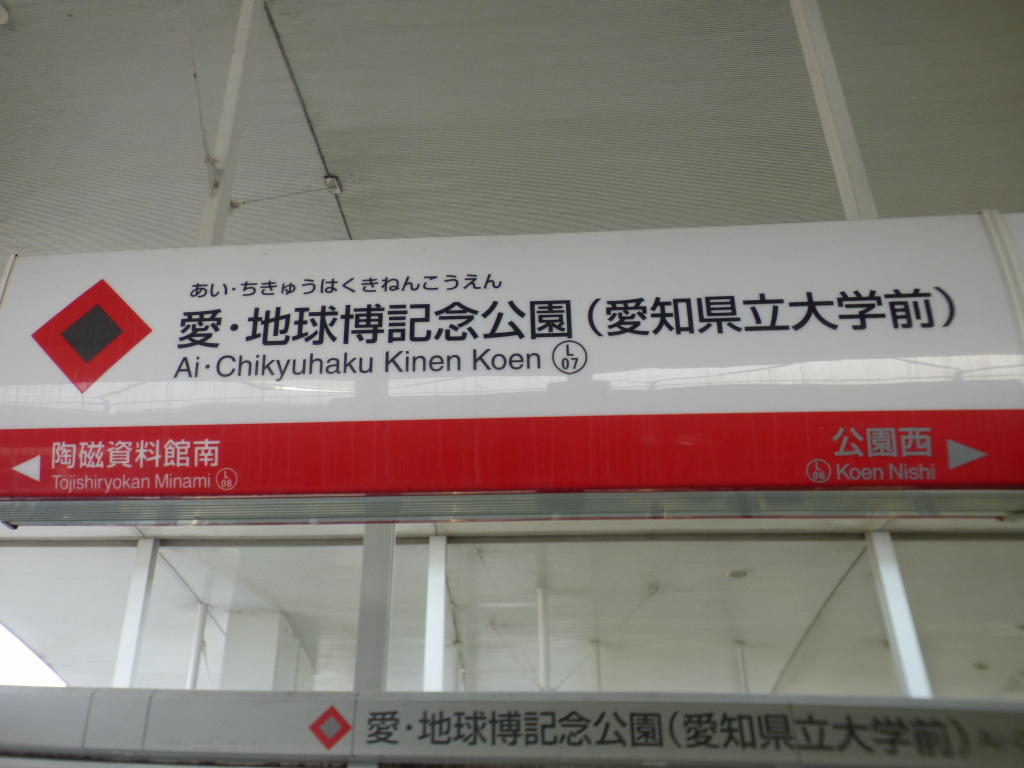 あい・ちきゅうはくきねんこうえん
愛・地球博記念公園(愛知県立大学前)
Ai・Chikyuhaku Kinen Koen L07
陶磁資料館南
Tojishiryokan Minami L08
公園西
L06 Koen Nishi
愛・地球博記念公園(愛知県立大学前)